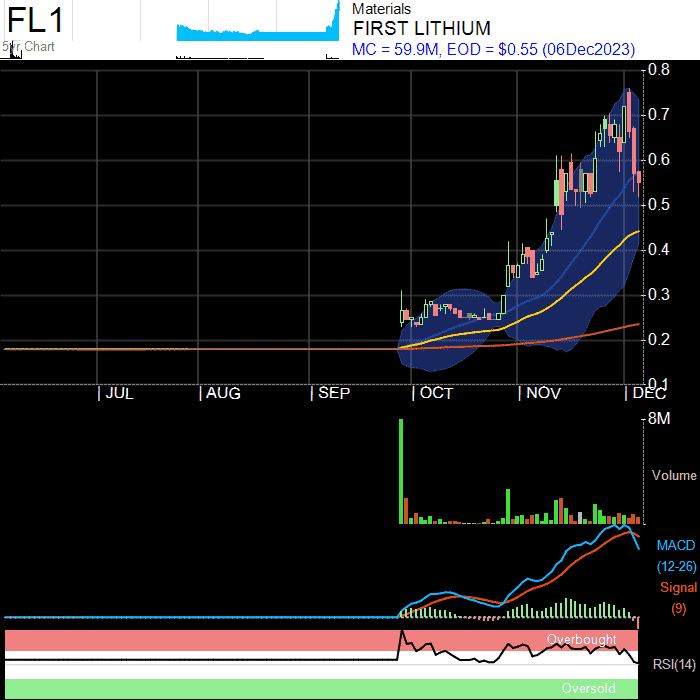 FL1
5yr Chart
Materials
FIRST LITHIUM
MC = 59.9M, EOD = $0.55 (06Dec2023)
0.8
0.7
0.6
0.5
0.4
0.3
0.2
0.1
| JUL | AUG | SEP | OCT | NOV | DEC
8M
Volume
MACD
(12-26)
Signal
(9)
Overbought
RSI(14)
Oversold